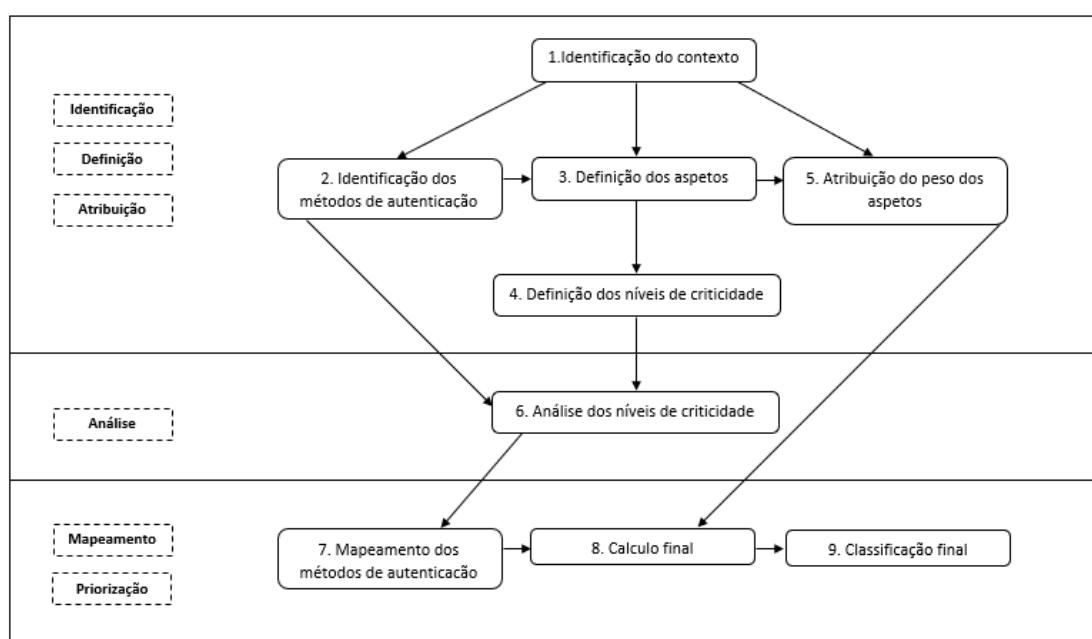 1.Identificação do contexto
Identificação
Definição
Atribuição
2. Identificação dos
métodos de autenticação
3. Definição dos aspetos
5. Atribuição do peso dos
aspetos
4. Definição dos níveis de criticidade
Análise
6. Análise dos níveis de criticidade
Mapeamento
Priorização
7. Mapeamento dos
métodos de autenticacão
8. Calculo final
9. Classificação final